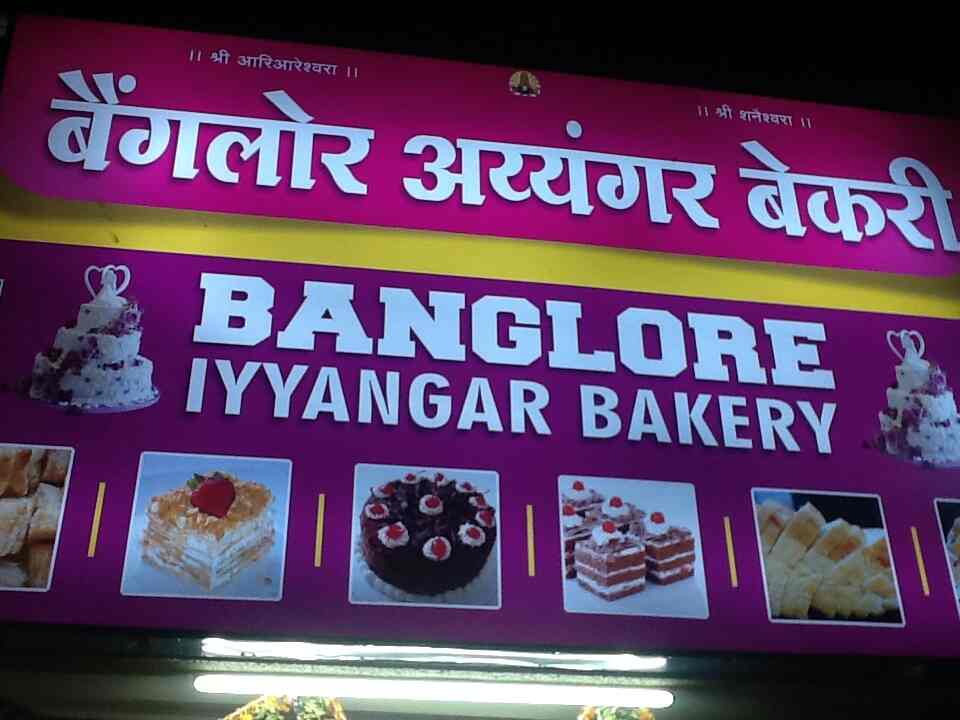 ।। श्री आरिआरेश्वरा ।।
।। श्री शनैश्वरा ।।
बैंगलोर अय्यंगर बेकरी
BANGLORE
IYYANGAR BAKERY